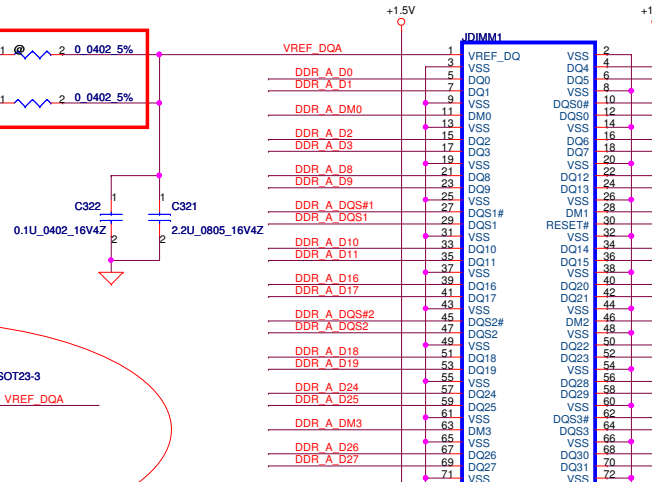 +1.5V
+1
JDIMM1
1 @ 2 0_0402_5%
1 2 0_0402_5%
C322
1
2
0.1U_0402_16V4Z
C321
1
2
2.2U_0805_16V4Z
SOT23-3
VREF_DQA
VREF_DQA 1 VREF_DQ VSS 2
3 VSS DQ4 4
DDR_A_D0 5 DQ0 DQ5 6
DDR_A_D1 7 DQ1 VSS 8
9 VSS DQS0# 10
DDR_A_DM0 11 DM0 DQS0 12
13 VSS VSS 14
DDR_A_D2 15 DQ2 DQ6 16
DDR_A_D3 17 DQ3 DQ7 18
19 VSS VSS 20
DDR_A_D8 21 DQ8 DQ12 22
DDR_A_D9 23 DQ9 DQ13 24
25 VSS VSS 26
DDR_A_DQS#1 27 DQS1# DM1 28
DDR_A_DQS1 29 DQS1 RESET# 30
31 VSS VSS 32
DDR_A_D10 33 DQ10 DQ14 34
DDR_A_D11 35 DQ11 DQ15 36
37 VSS VSS 38
DDR_A_D16 39 DQ16 DQ20 40
DDR_A_D17 41 DQ17 DQ21 42
43 VSS VSS 44
DDR_A_DQS#2 45 DQS2# DM2 46
DDR_A_DQS2 47 DQS2 VSS 48
49 VSS DQ22 50
DDR_A_D18 51 DQ18 DQ23 52
DDR_A_D19 53 DQ19 VSS 54
55 VSS DQ28 56
DDR_A_D24 57 DQ24 DQ29 58
DDR_A_D25 59 DQ25 VSS 60
61 VSS DQS3# 62
DDR_A_DM3 63 DM3 DQS3 64
65 VSS VSS 66
DDR_A_D26 67 DQ26 DQ30 68
DDR_A_D27 69 DQ27 DQ31 70
71 VSS VSS 72